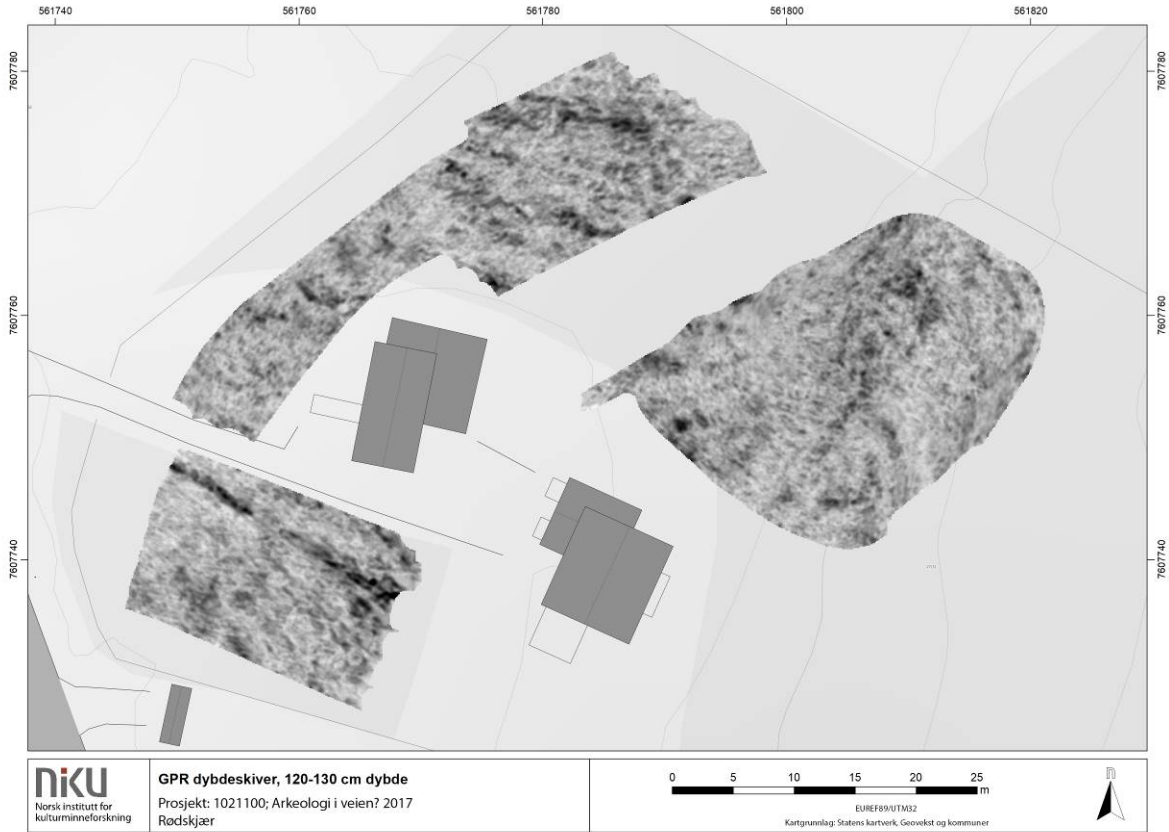 561740 561760 561780 561800 561820
7607780 7607780
7607760 7607760
7607740 7607740
NIKU
Norsk institutt for
kulturminneforskning
GPR dybdeskiver, 120-130 cm dybde
Prosjekt: 1021100; Arkeologi i veien? 2017
Rødskjær
0 5 10 15 20 25
m
EUREF89/UTM32
Kartgrunnlag: Statens kartverk, Geovekst og kommuner
n